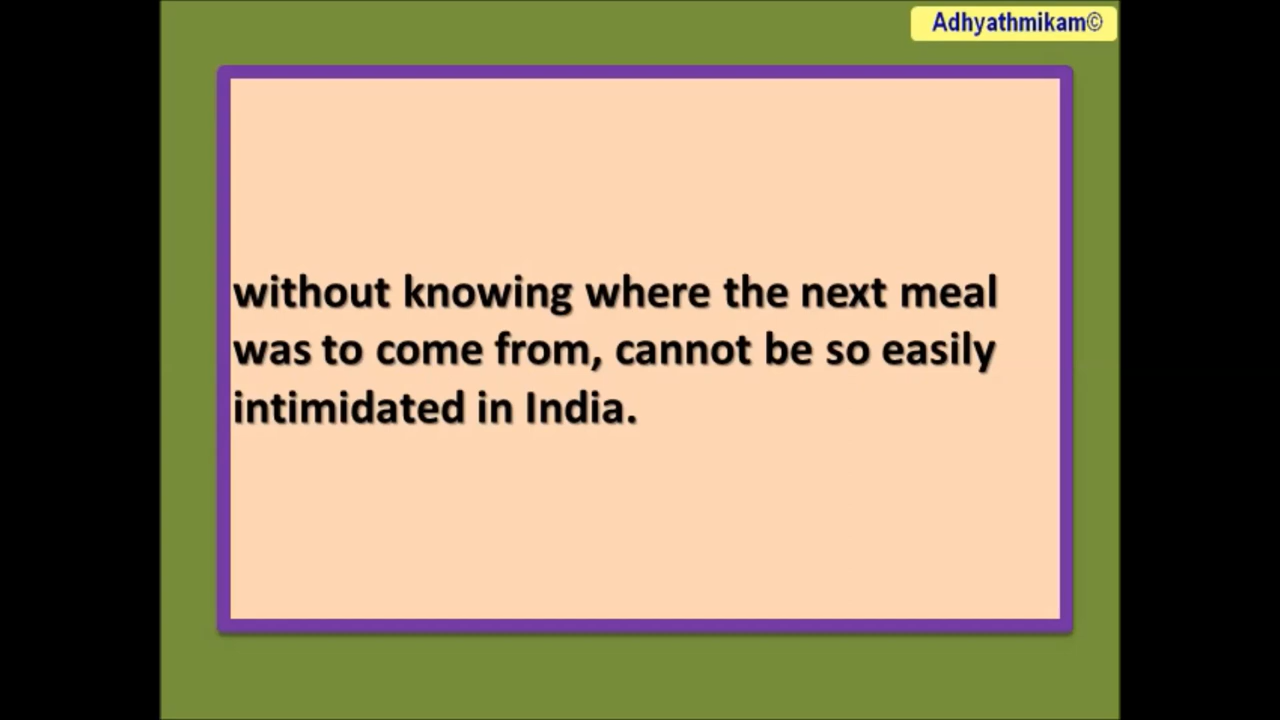 Adhyathmikam©
without knowing where the next meal
was to come from, cannot be so easily
intimidated in India.